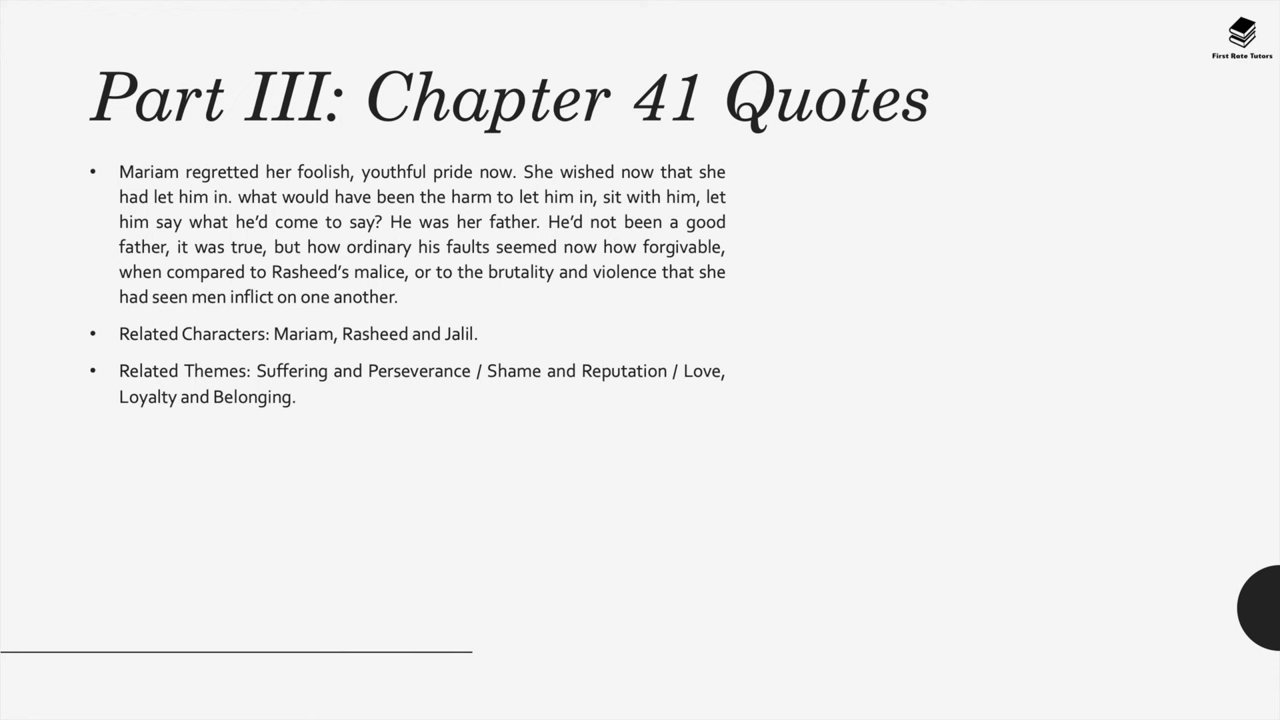 First Rate Tutors
Part III: Chapter 41 Quotes
• Mariam regretted her foolish, youthful pride now. She wished now that she
had let him in. what would have been the harm to let him in, sit with him, let
him say what he’d come to say? He was her father. He’d not been a good
father, it was true, but how ordinary his faults seemed now how forgivable,
when compared to Rasheed’s malice, or to the brutality and violence that she
had seen men inflict on one another.
• Related Characters: Mariam, Rasheed and Jalil.
• Related Themes: Suffering and Perseverance / Shame and Reputation / Love,
Loyalty and Belonging.